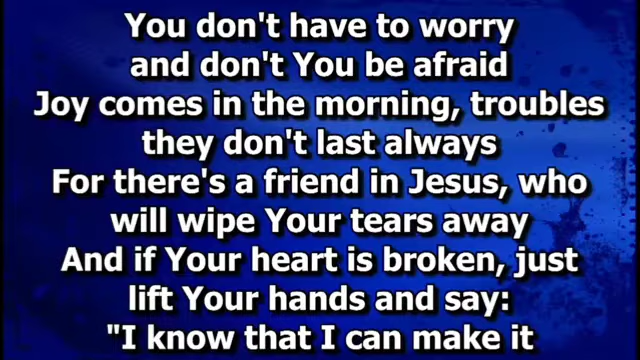 You don't have to worry
and don't You be afraid
Joy comes in the morning, troubles
they don't last always
For there's a friend in Jesus, who
will wipe Your tears away
And if Your heart is broken, just
lift Your hands and say:
"I know that I can make it